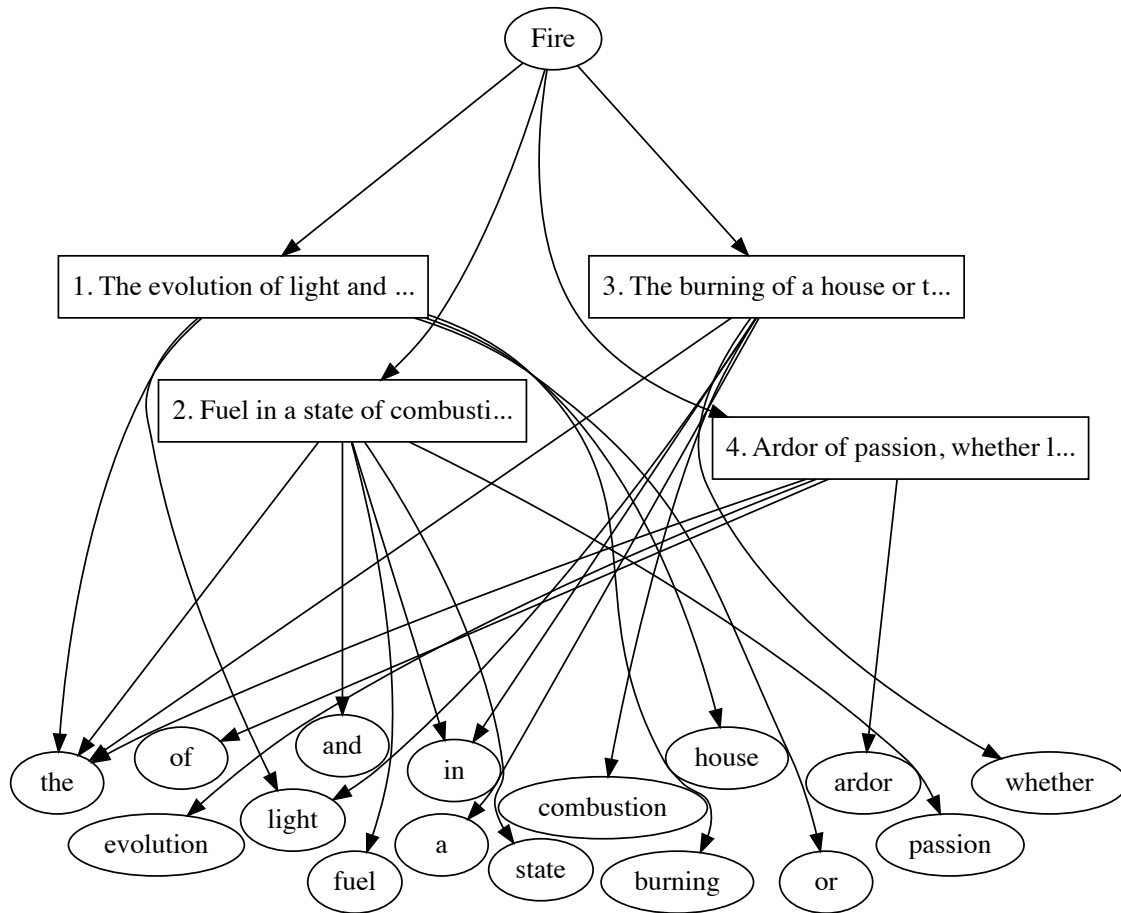 Fire
1. The evolution of light and ...
3. The burning of a house or t...
2. Fuel in a state of combusti...
4. Ardor of passion, whether l...
the
of
and
in
house
ardor
whether
evolution
light
a
combustion
passion
fuel
state
burning
or